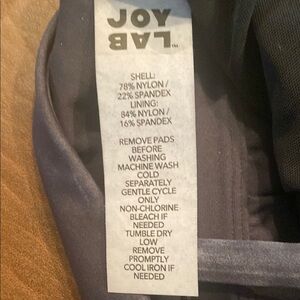 JOY
LAB™
SHELL:
78% NYLON /
22% SPANDEX
LINING:
84% NYLON /
16% SPANDEX
REMOVE PADS
BEFORE
WASHING
MACHINE WASH
COLD
SEPARATELY
GENTLE CYCLE
ONLY
NON-CHLORINE
BLEACH IF
NEEDED
TUMBLE DRY
LOW
REMOVE
PROMPTLY
COOL IRON IF
NEEDED